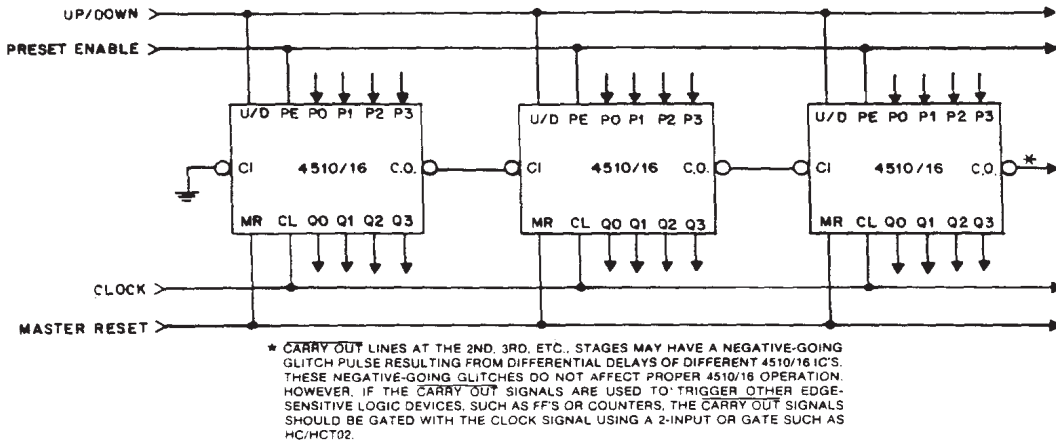 UP/DOWN
PRESET ENABLE
U/D PE P0 P1 P2 P3
U/D PE P0 P1 P2 P3
U/D PE P0 P1 P2 P3
CI 4510/16 C.O.
CI 4510/16 C.O.
CI 4510/16 C.O. *
MR CL Q0 Q1 Q2 Q3
MR CL Q0 Q1 Q2 Q3
MR CL Q0 Q1 Q2 Q3
CLOCK
MASTER RESET
* CARRY OUT LINES AT THE 2ND, 3RD, ETC., STAGES MAY HAVE A NEGATIVE-GOING
GLITCH PULSE RESULTING FROM DIFFERENTIAL DELAYS OF DIFFERENT 4510/16 IC'S.
THESE NEGATIVE-GOING GLITCHES DO NOT AFFECT PROPER 4510/16 OPERATION.
HOWEVER, IF THE CARRY OUT SIGNALS ARE USED TO TRIGGER OTHER EDGE-
SENSITIVE LOGIC DEVICES, SUCH AS FF'S OR COUNTERS, THE CARRY OUT SIGNALS
SHOULD BE GATED WITH THE CLOCK SIGNAL USING A 2-INPUT OR GATE SUCH AS
HC/HCT02.